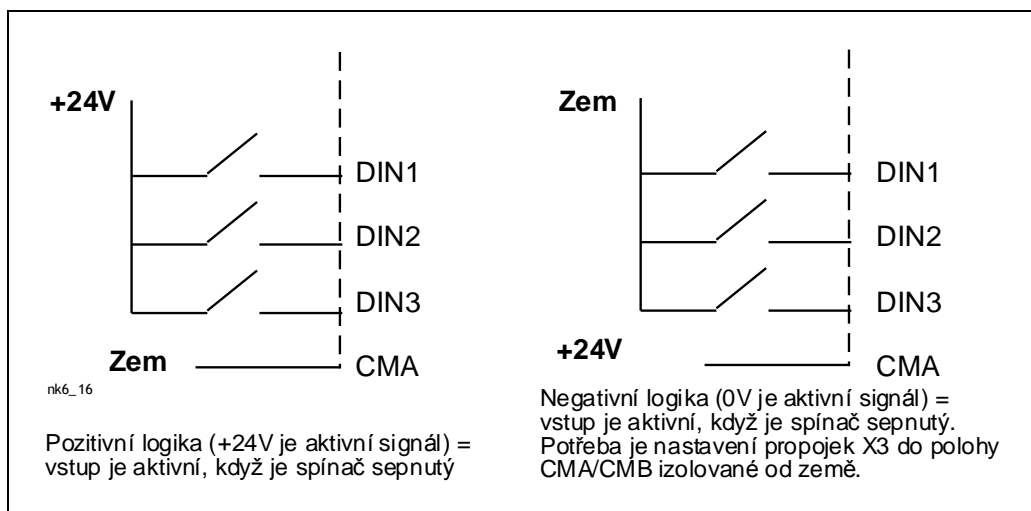 +24V
DIN1
DIN2
DIN3
Zem
CMA
nk6_16
Pozitivní logika (+24V je aktivní signál) =
vstup je aktivní, když je spínač sepnutý
Zem
DIN1
DIN2
DIN3
+24V
CMA
Negativní logika (0V je aktivní signál) =
vstup je aktivní, když je spínač sepnutý.
Potřeba je nastavení propojek X3 do polohy
CMA/CMB izolované od země.